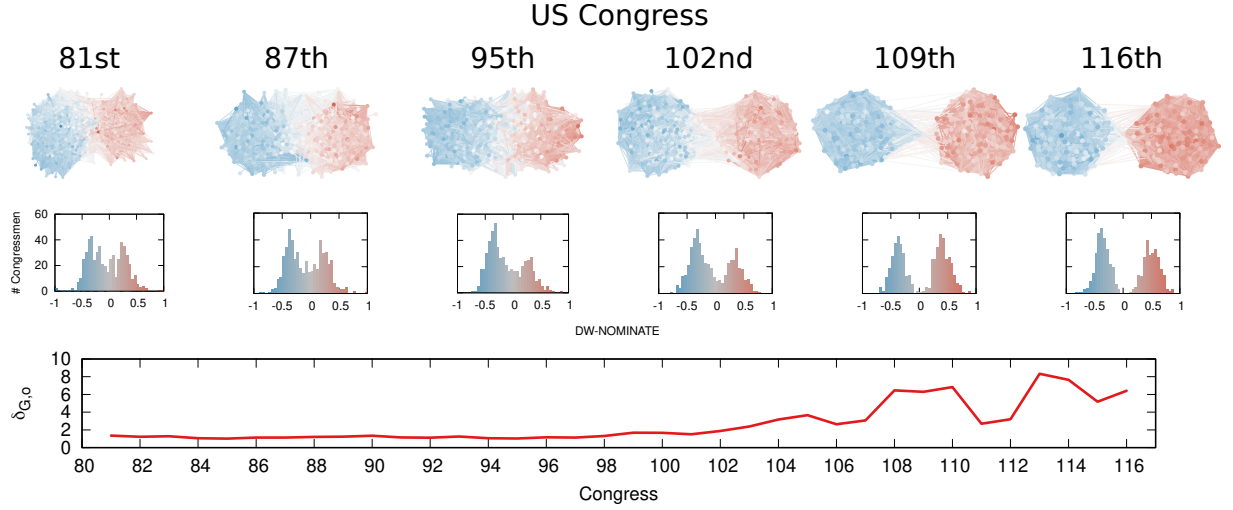 US Congress
81st 87th 95th 102nd 109th 116th
60
40
20
0
# Congressmen
-1 -0.5 0 0.5 1 -1 -0.5 0 0.5 1 -1 -0.5 0 0.5 1 -1 -0.5 0 0.5 1 -1 -0.5 0 0.5 1 -1 -0.5 0 0.5 1
DW-NOMINATE
10
8
6
4
2
0
δG,o
80 82 84 86 88 90 92 94 96 98 100 102 104 106 108 110 112 114 116
Congress